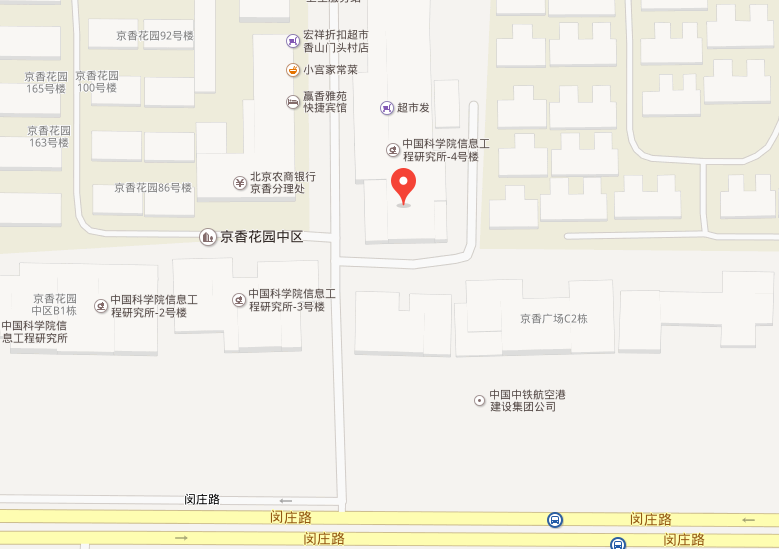 京香花园92号楼
宏祥折扣超市
香山门头村店
小宫家常菜
京香花园
165号楼
京香花园
100号楼
赢香雅苑
快捷宾馆
超市发
京香花园
163号楼
中国科学院信息工
程研究所-4号楼
北京农商银行
京香分理处
京香花园86号楼
京香花园中区
京香花园
中区B1栋
中国科学院信息工
程研究所-2号楼
中国科学院信息工
程研究所-3号楼
中国科学院信
息工程研究所
京香广场C2栋
中国中铁航空港
建设集团公司
闵庄路
闵庄路
闵庄路
闵庄路
闵庄路